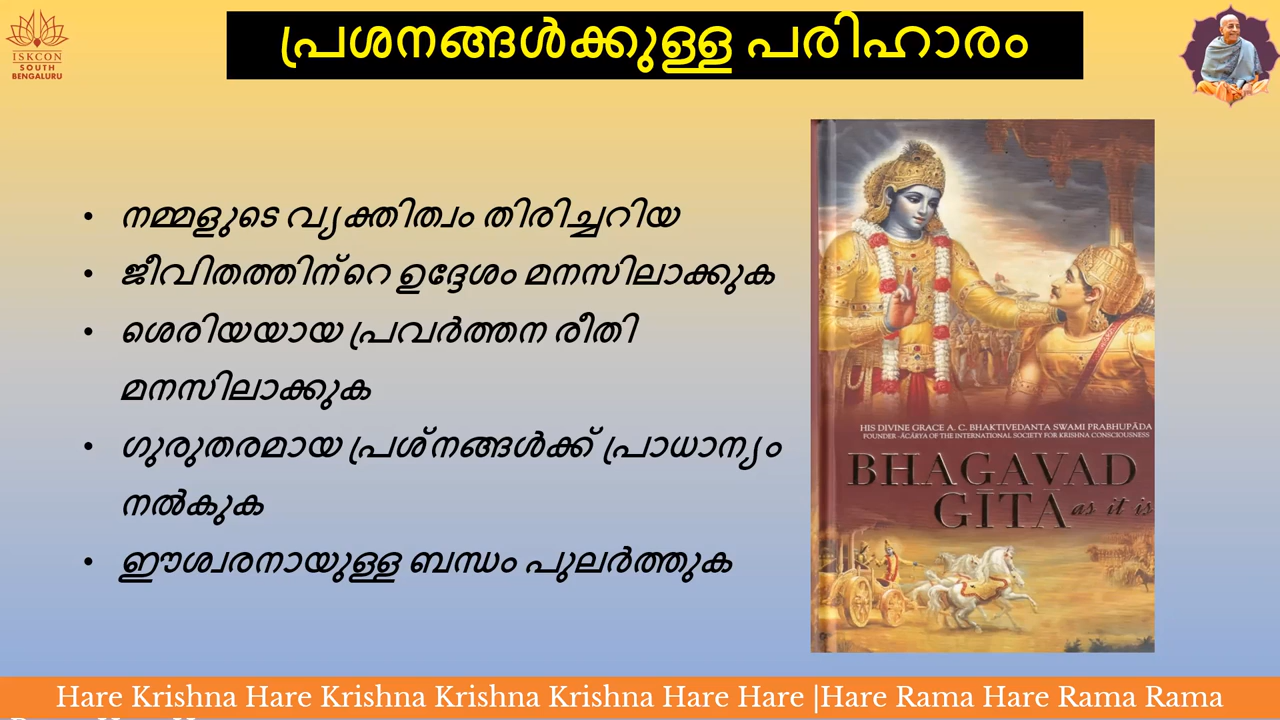 ISKCON
SOUTH
BENGALURU
പ്രശനങ്ങൾക്കുള്ള പരിഹാരം
• നമ്മളുടെ വ്യക്തിത്വം തിരിച്ചറിയ
• ജീവിതത്തിന്റെ ഉദ്ദേശം മനസിലാക്കുക
• ശെരിയയായ പ്രവർത്തന രീതി
മനസിലാക്കുക
• ഗുരുതരമായ പ്രശ്നങ്ങൾക്ക് പ്രാധാന്യം
നൽകുക
• ഈശ്വരനായുള്ള ബന്ധം പുലർത്തുക
HIS DIVINE GRACE A. C. BHAKTIVEDANTA SWAMI PRABHUPĀDA
FOUNDER -ĀCĀRYA OF THE INTERNATIONAL SOCIETY FOR KRISHNA CONSCIOUSNESS
BHAGAVAD
GĪTĀ as it is
Hare Krishna Hare Krishna Krishna Krishna Hare Hare |Hare Rama Hare Rama Rama